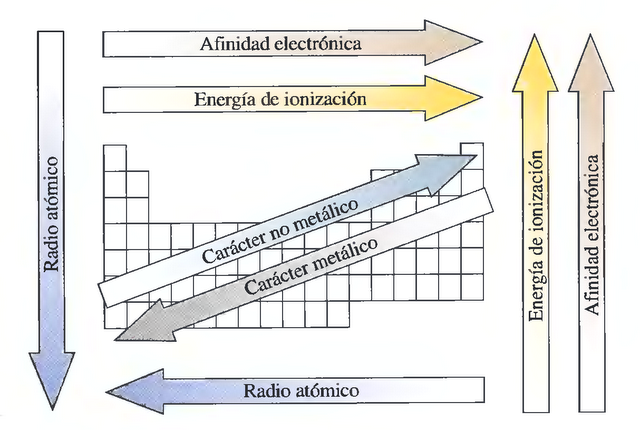 Afinidad electrónica
Energía de ionización
Radio atómico
Carácter no metálico
Carácter metálico
Energía de ionización
Afinidad electrónica
Radio atómico